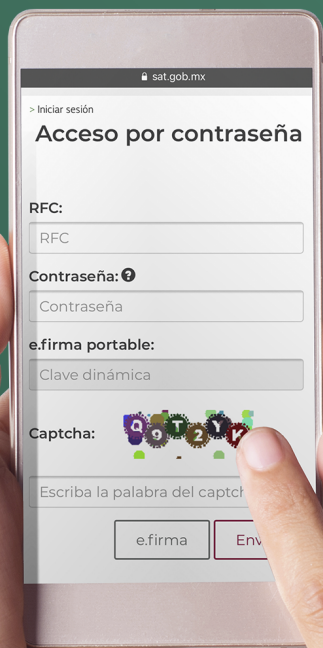 sat.gob.mx
> Iniciar sesión
Acceso por contraseña
RFC:
RFC
Contraseña:
Contraseña
e.firma portable:
Clave dinámica
Captcha:
Q9T2YK
Escriba la palabra del captch
e.firma
Env